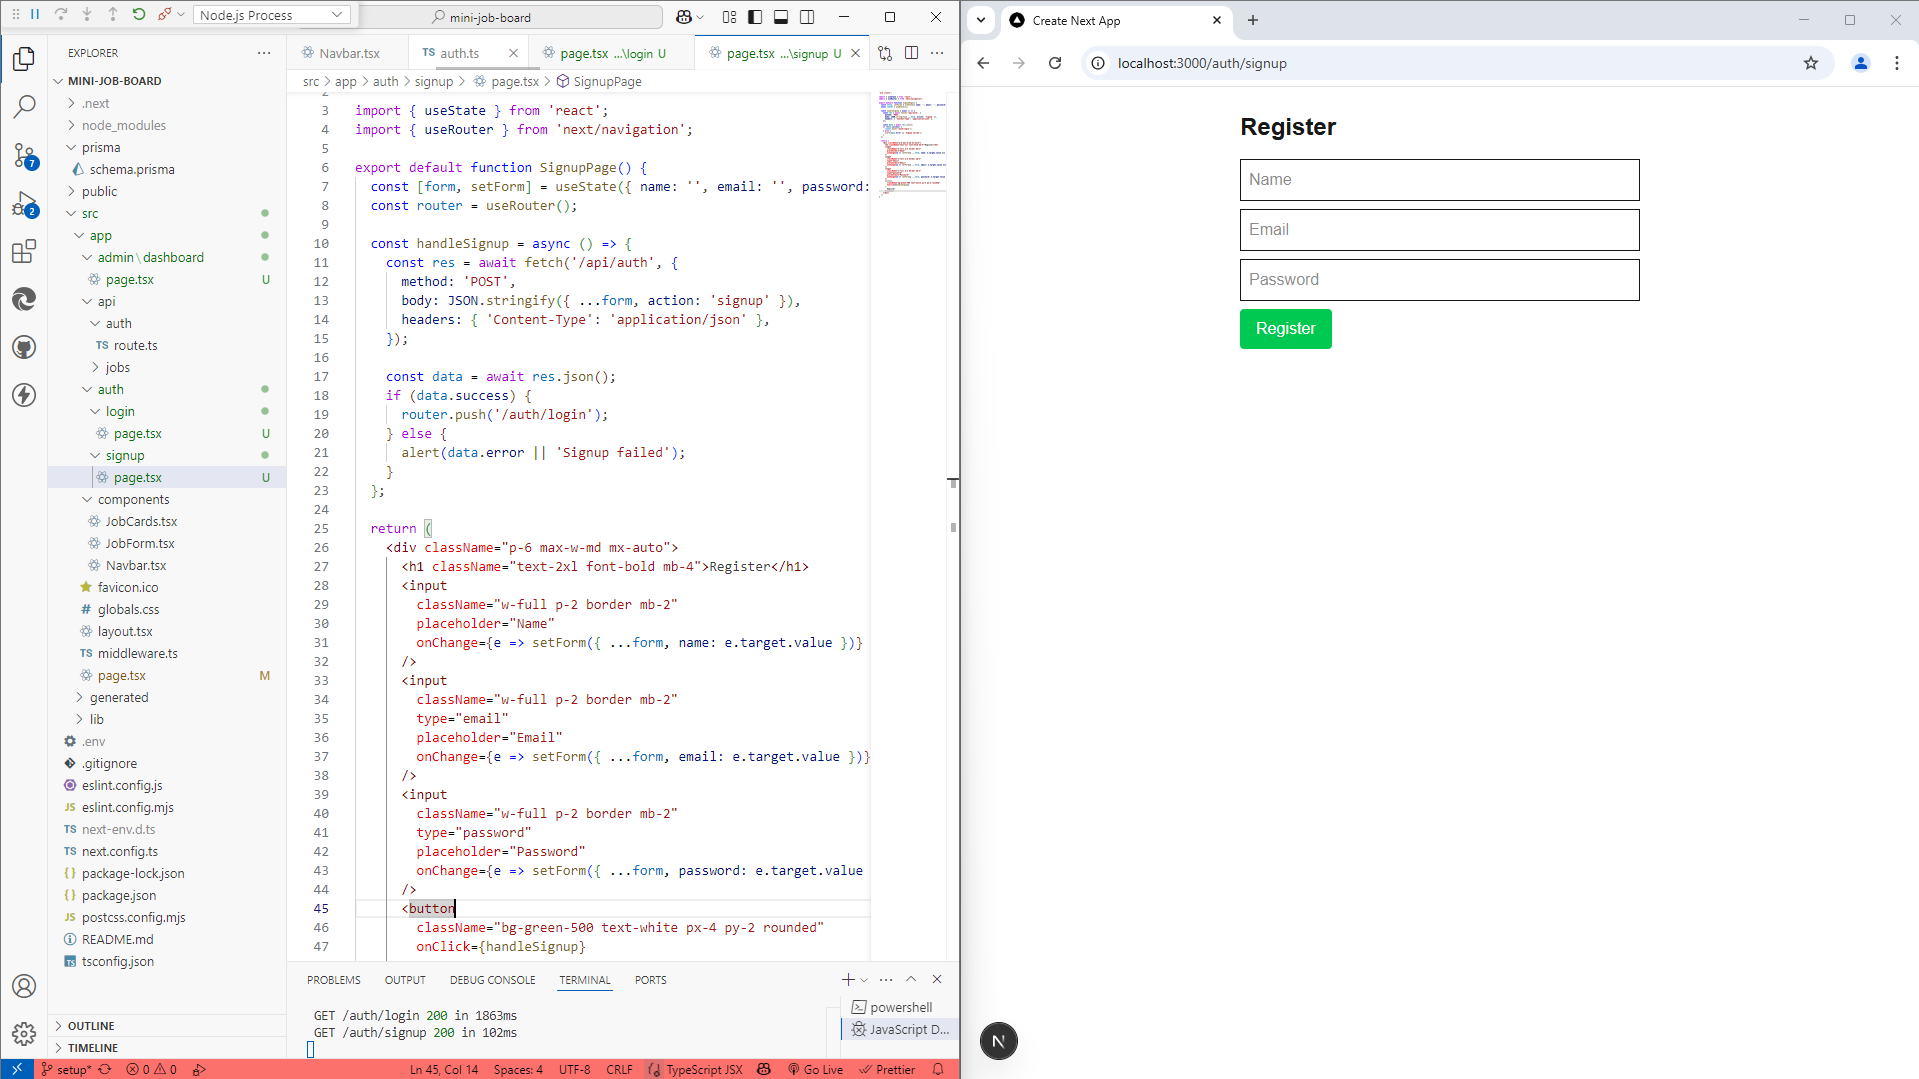 Node.js Process
mini-job-board
EXPLORER
MINI-JOB-BOARD
.next
node_modules
prisma
schema.prisma
public
src
app
admin\dashboard
page.tsx U
api
auth
TS route.ts
jobs
auth
login
page.tsx U
signup
page.tsx U
components
JobCards.tsx
JobForm.tsx
Navbar.tsx
favicon.ico
# globals.css
layout.tsx
TS middleware.ts
page.tsx M
generated
lib
.env
.gitignore
eslint.config.js
JS eslint.config.mjs
TS next-env.d.ts
TS next.config.ts
{} package-lock.json
{} package.json
JS postcss.config.mjs
README.md
tsconfig.json
OUTLINE
TIMELINE
7
2
Navbar.tsx
TS auth.ts
page.tsx ...\login U
page.tsx ...\signup U
src > app > auth > signup > page.tsx > SignupPage
2
3 import { useState } from 'react';
4 import { useRouter } from 'next/navigation';
5
6 export default function SignupPage() {
7 const [form, setForm] = useState({ name: '', email: '', password:
8 const router = useRouter();
9
10 const handleSignup = async () => {
11 const res = await fetch('/api/auth', {
12 method: 'POST',
13 body: JSON.stringify({ ...form, action: 'signup' }),
14 headers: { 'Content-Type': 'application/json' },
15 });
16
17 const data = await res.json();
18 if (data.success) {
19 router.push('/auth/login');
20 } else {
21 alert(data.error || 'Signup failed');
22 }
23 };
24
25 return (
26 <div className="p-6 max-w-md mx-auto">
27 <h1 className="text-2xl font-bold mb-4">Register</h1>
28 <input
29 className="w-full p-2 border mb-2"
30 placeholder="Name"
31 onChange={e => setForm({ ...form, name: e.target.value })}
32 />
33 <input
34 className="w-full p-2 border mb-2"
35 type="email"
36 placeholder="Email"
37 onChange={e => setForm({ ...form, email: e.target.value })}
38 />
39 <input
40 className="w-full p-2 border mb-2"
41 type="password"
42 placeholder="Password"
43 onChange={e => setForm({ ...form, password: e.target.value
44 />
45 <button
46 className="bg-green-500 text-white px-4 py-2 rounded"
47 onClick={handleSignup}
PROBLEMS OUTPUT DEBUG CONSOLE TERMINAL PORTS
GET /auth/login 200 in 1863ms
GET /auth/signup 200 in 102ms
powershell
JavaScript D...
setup* 0 0 Ln 45, Col 14 Spaces: 4 UTF-8 CRLF TypeScript JSX Go Live Prettier
Create Next App
localhost:3000/auth/signup
Register
Name
Email
Password
Register
N